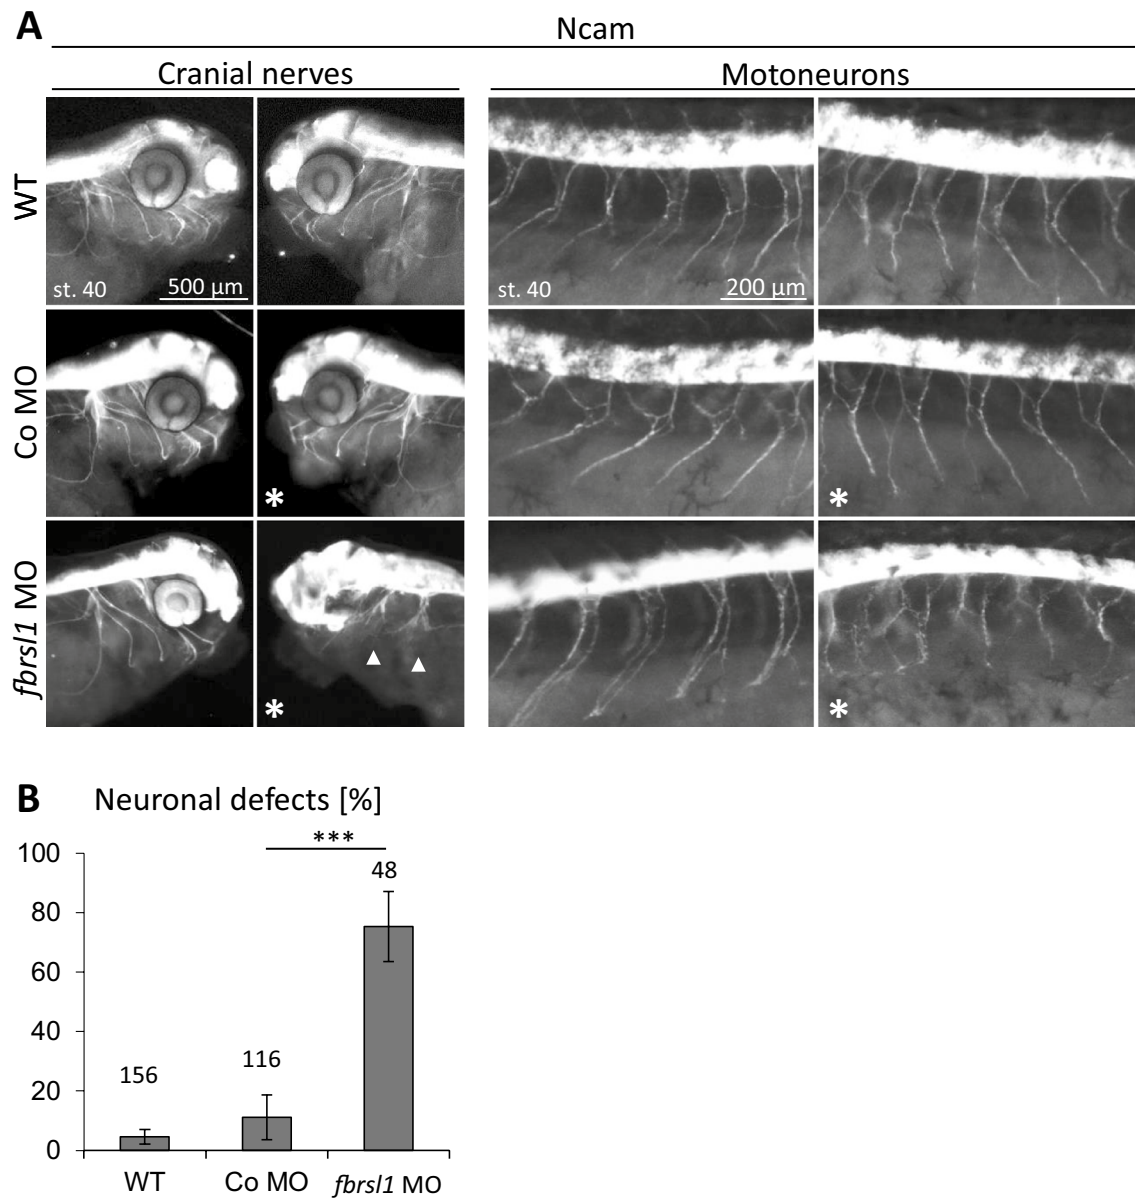 A
Ncam
Cranial nerves
Motoneurons
WT
st. 40
500 µm
st. 40
200 µm
Co MO
*
*
fbrsl1 MO
*
*
B
Neuronal defects [%]
***
100
80
60
40
20
0
156
116
48
WT
Co MO
fbrsl1 MO